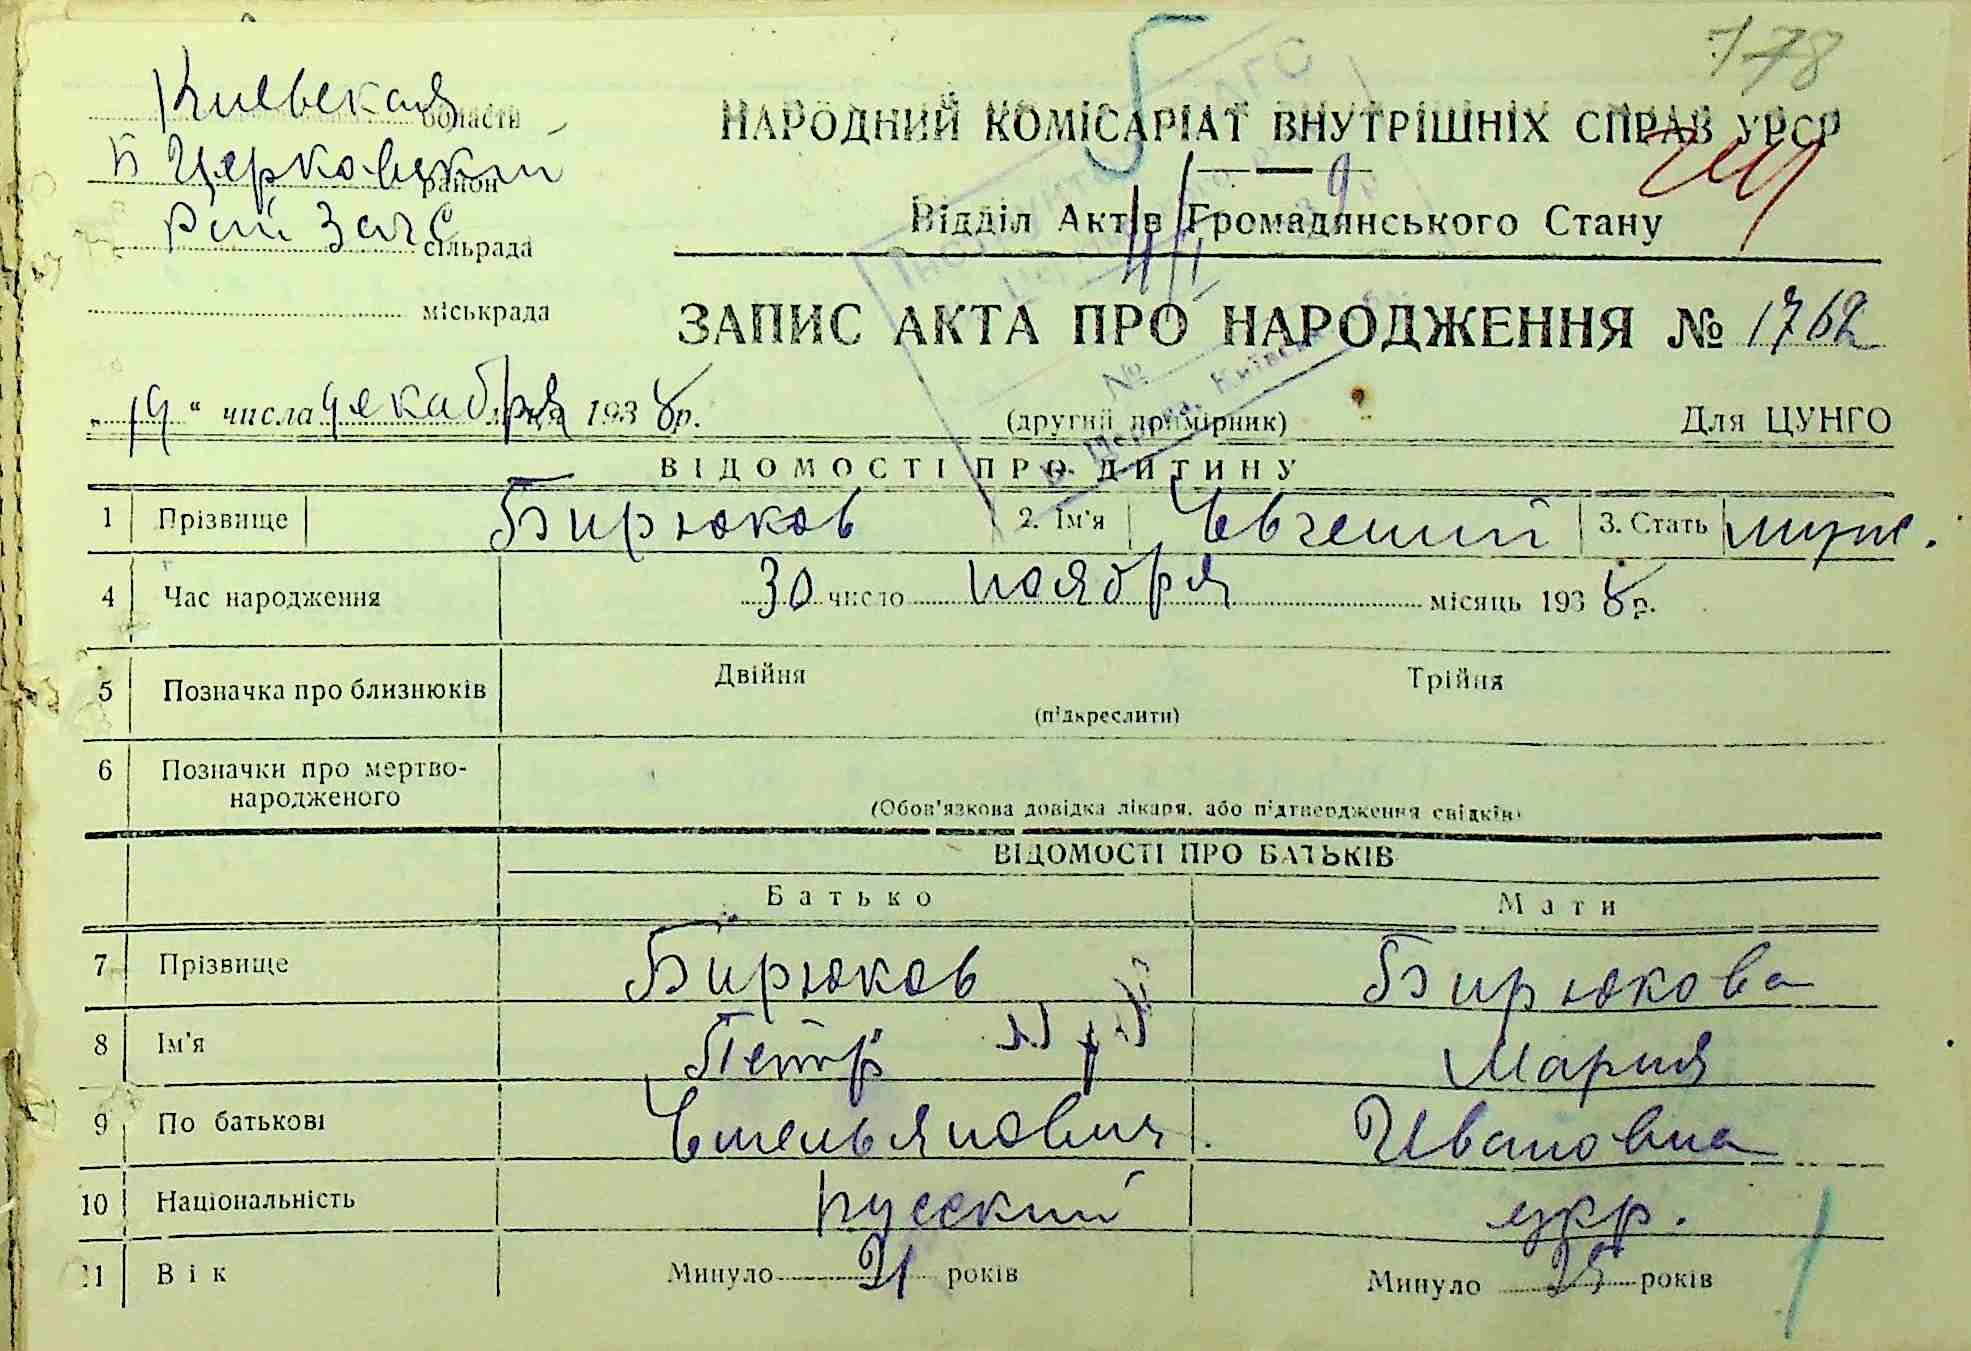 178
Киевская області
Б Церковский район
Рай Загс сільрада
міськрада
НАРОДНИЙ КОМІСАРІАТ ВНУТРІШНІХ СПРАВ УРСР
Відділ Актів Громадянського Стану
ЗАПИС АКТА ПРО НАРОДЖЕННЯ № 1762
„19“ числа декабря 1938 р.
(другий примірник)
Для ЦУНГО
ВІДОМОСТІ ПРО ДИТИНУ
1 Прізвище Бирюков 2. Ім'я Евгений 3. Стать муж.
4 Час народження 30 число ноября місяць 1938 р.
5 Позначка про близнюків Двійня Трійня
(підкреслити)
6 Позначки про мертво-
народженого
(Обов'язкова довідка лікаря, або підтвердження свідків)
ВІДОМОСТІ ПРО БАТЬКІВ
Батько Мати
7 Прізвище Бирюков Бирюкова
8 Ім'я Петр Мария
9 По батькові Емельянович Ивановна
10 Національність русский укр.
11 Вік Минуло 21 років Минуло 25 років